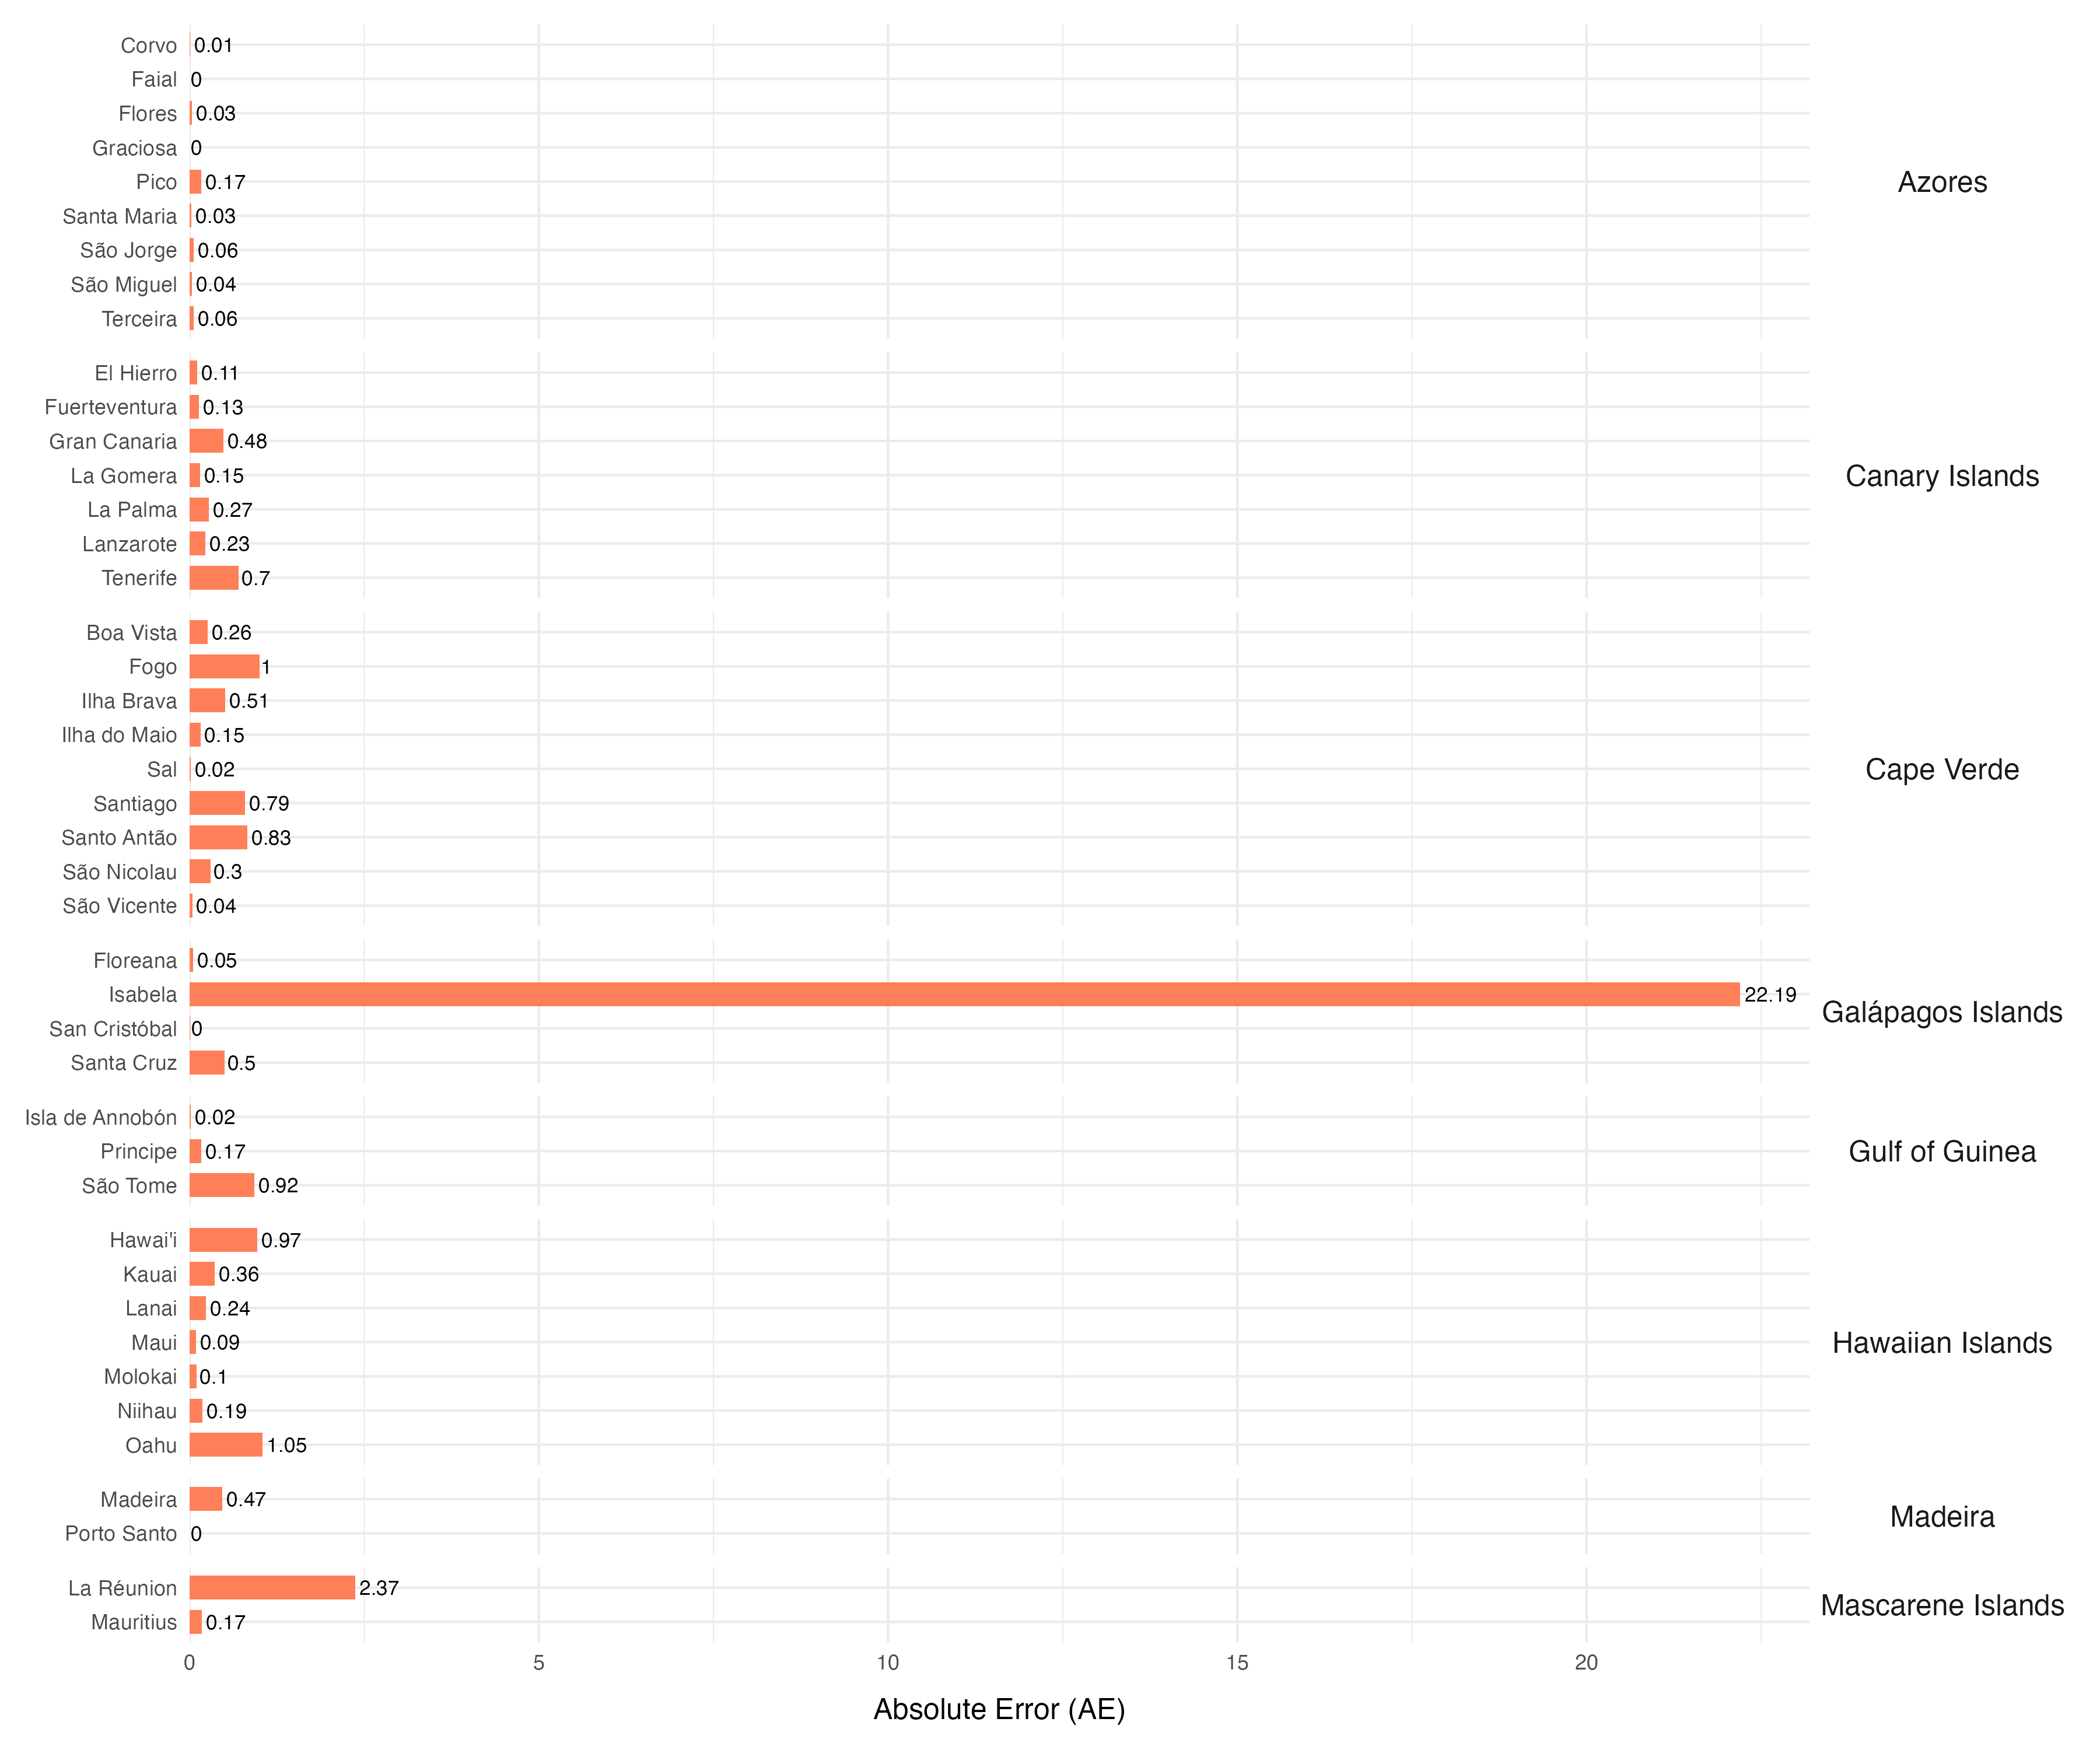 Corvo 0.01
Faial 0
Flores 0.03
Graciosa 0
Pico 0.17
Santa Maria 0.03
São Jorge 0.06
São Miguel 0.04
Terceira 0.06
Azores
El Hierro 0.11
Fuerteventura 0.13
Gran Canaria 0.48
La Gomera 0.15
La Palma 0.27
Lanzarote 0.23
Tenerife 0.7
Canary Islands
Boa Vista 0.26
Fogo 1
Ilha Brava 0.51
Ilha do Maio 0.15
Sal 0.02
Santiago 0.79
Santo Antão 0.83
São Nicolau 0.3
São Vicente 0.04
Cape Verde
Floreana 0.05
Isabela 22.19
San Cristóbal 0
Santa Cruz 0.5
Galápagos Islands
Isla de Annobón 0.02
Principe 0.17
São Tome 0.92
Gulf of Guinea
Hawai'i 0.97
Kauai 0.36
Lanai 0.24
Maui 0.09
Molokai 0.1
Niihau 0.19
Oahu 1.05
Hawaiian Islands
Madeira 0.47
Porto Santo 0
Madeira
La Réunion 2.37
Mauritius 0.17
Mascarene Islands
0 5 10 15 20
Absolute Error (AE)